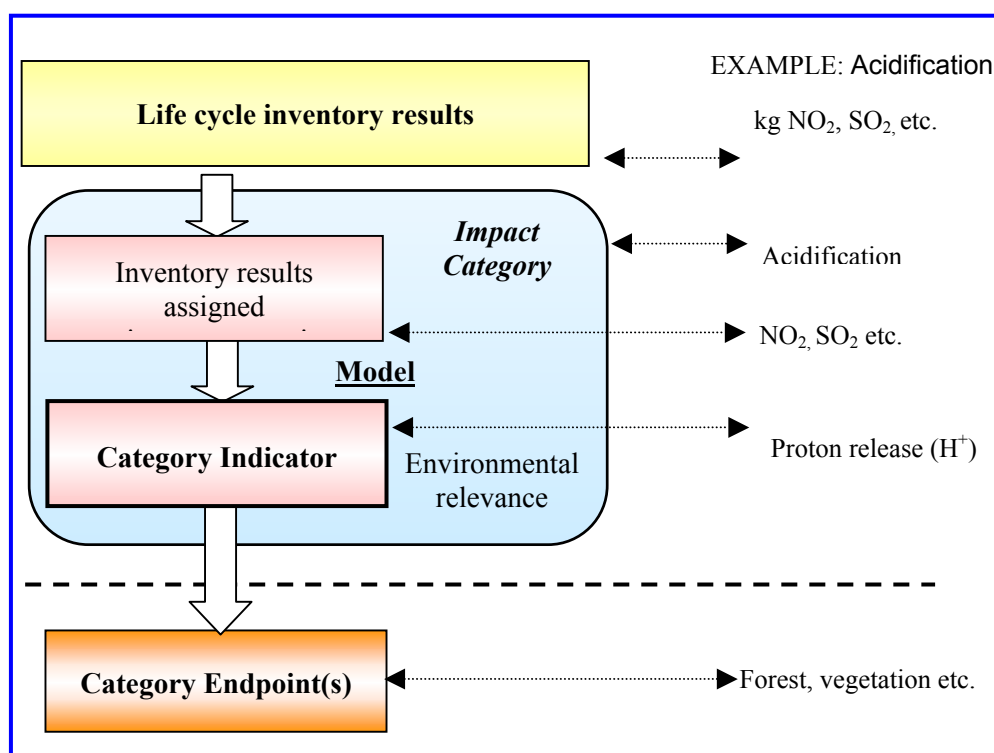 EXAMPLE: Acidification
Life cycle inventory results
kg NO₂, SO₂, etc.
Impact
Category
Acidification
Inventory results
assigned
NO₂, SO₂ etc.
Model
Category Indicator
Environmental
relevance
Proton release (H⁺)
Category Endpoint(s)
Forest, vegetation etc.